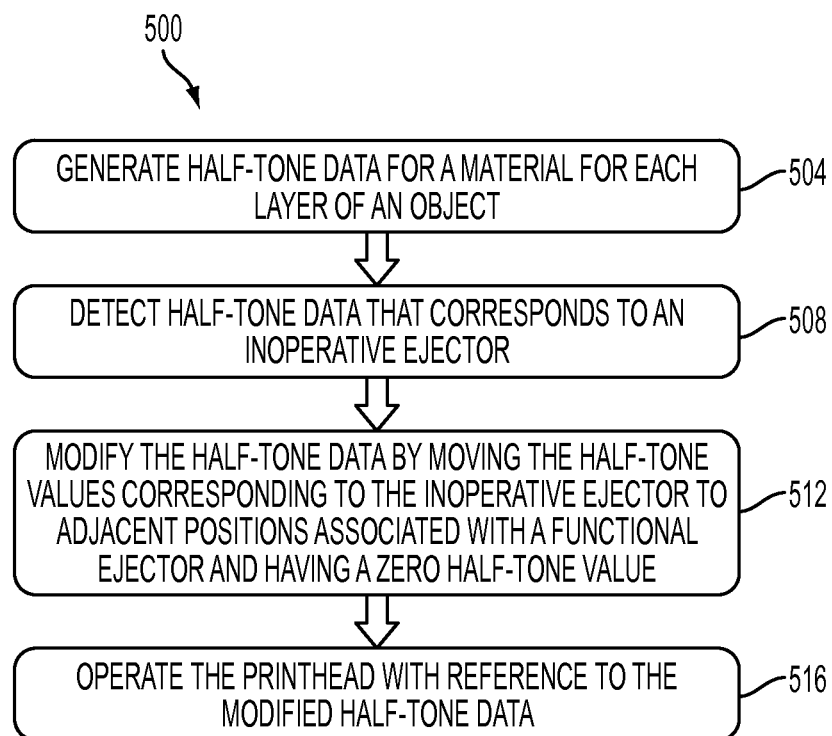 500
GENERATE HALF-TONE DATA FOR A MATERIAL FOR EACH
LAYER OF AN OBJECT
504
DETECT HALF-TONE DATA THAT CORRESPONDS TO AN
INOPERATIVE EJECTOR
508
MODIFY THE HALF-TONE DATA BY MOVING THE HALF-TONE
VALUES CORRESPONDING TO THE INOPERATIVE EJECTOR TO
ADJACENT POSITIONS ASSOCIATED WITH A FUNCTIONAL
EJECTOR AND HAVING A ZERO HALF-TONE VALUE
512
OPERATE THE PRINTHEAD WITH REFERENCE TO THE
MODIFIED HALF-TONE DATA
516